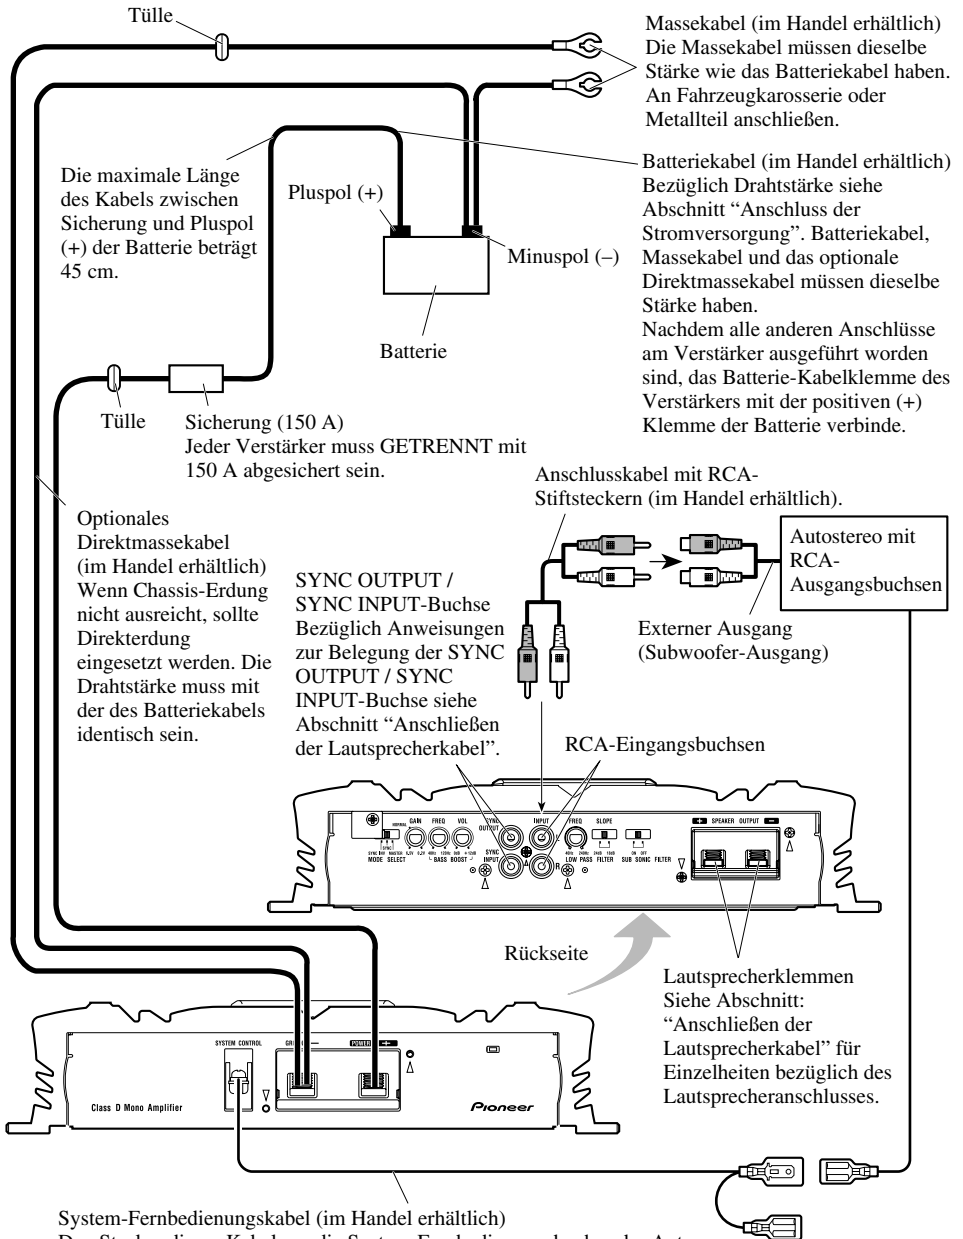 Tülle
Massekabel (im Handel erhältlich)
Die Massekabel müssen dieselbe
Stärke wie das Batteriekabel haben.
An Fahrzeugkarosserie oder
Metallteil anschließen.
Die maximale Länge
des Kabels zwischen
Sicherung und Pluspol
(+) der Batterie beträgt
45 cm.
Pluspol (+)
Minuspol (–)
Batterie
Batteriekabel (im Handel erhältlich)
Bezüglich Drahtstärke siehe
Abschnitt “Anschluss der
Stromversorgung”. Batteriekabel,
Massekabel und das optionale
Direktmassekabel müssen dieselbe
Stärke haben.
Nachdem alle anderen Anschlüsse
am Verstärker ausgeführt worden
sind, das Batterie-Kabelklemme des
Verstärkers mit der positiven (+)
Klemme der Batterie verbinde.
Tülle
Sicherung (150 A)
Jeder Verstärker muss GETRENNT mit
150 A abgesichert sein.
Anschlusskabel mit RCA-
Stiftsteckern (im Handel erhältlich).
Optionales
Direktmassekabel
(im Handel erhältlich)
Wenn Chassis-Erdung
nicht ausreicht, sollte
Direkterdung
eingesetzt werden. Die
Drahtstärke muss mit
der des Batteriekabels
identisch sein.
SYNC OUTPUT /
SYNC INPUT-Buchse
Bezüglich Anweisungen
zur Belegung der SYNC
OUTPUT / SYNC
INPUT-Buchse siehe
Abschnitt “Anschließen
der Lautsprecherkabel”.
Autostereo mit
RCA-
Ausgangsbuchsen
Externer Ausgang
(Subwoofer-Ausgang)
RCA-Eingangsbuchsen
NORMAL GAIN FREQ VOL SYNC OUTPUT INPUT FREQ SLOPE + SPEAKER OUTPUT –
SYNC INV MASTER
MODE SELECT
BASS BOOST
SYNC INPUT
R
LOW PASS FILTER
ON OFF
SUB SONIC FILTER
Rückseite
Lautsprecherklemmen
Siehe Abschnitt:
“Anschließen der
Lautsprecherkabel” für
Einzelheiten bezüglich des
Lautsprecheranschlusses.
SYSTEM CONTROL
POWER +
Class D Mono Amplifier
Pioneer
System-Fernbedienungskabel (im Handel erhältlich)